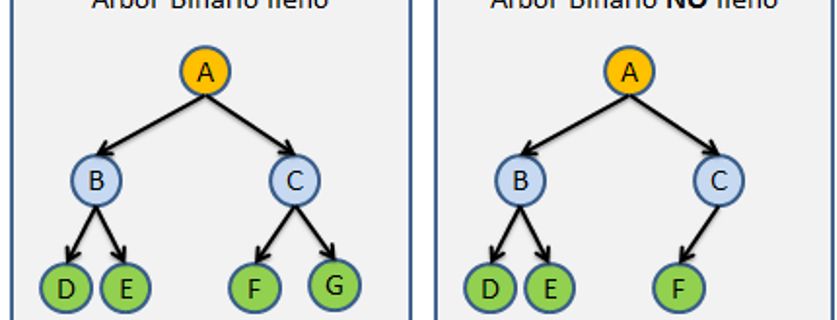 Árbol Binario lleno
A
B C
D E F G
Árbol Binario NO lleno
A
B C
D E F